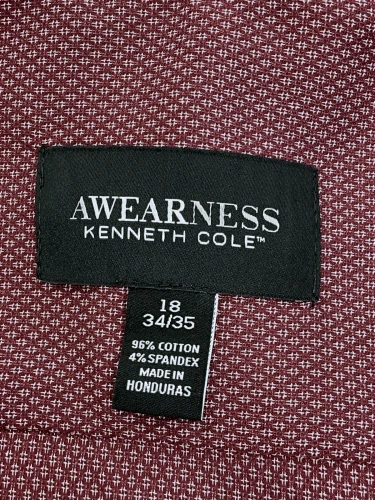 AWEARNESS
KENNETH COLE™
18
34/35
96% COTTON
4% SPANDEX
MADE IN
HONDURAS